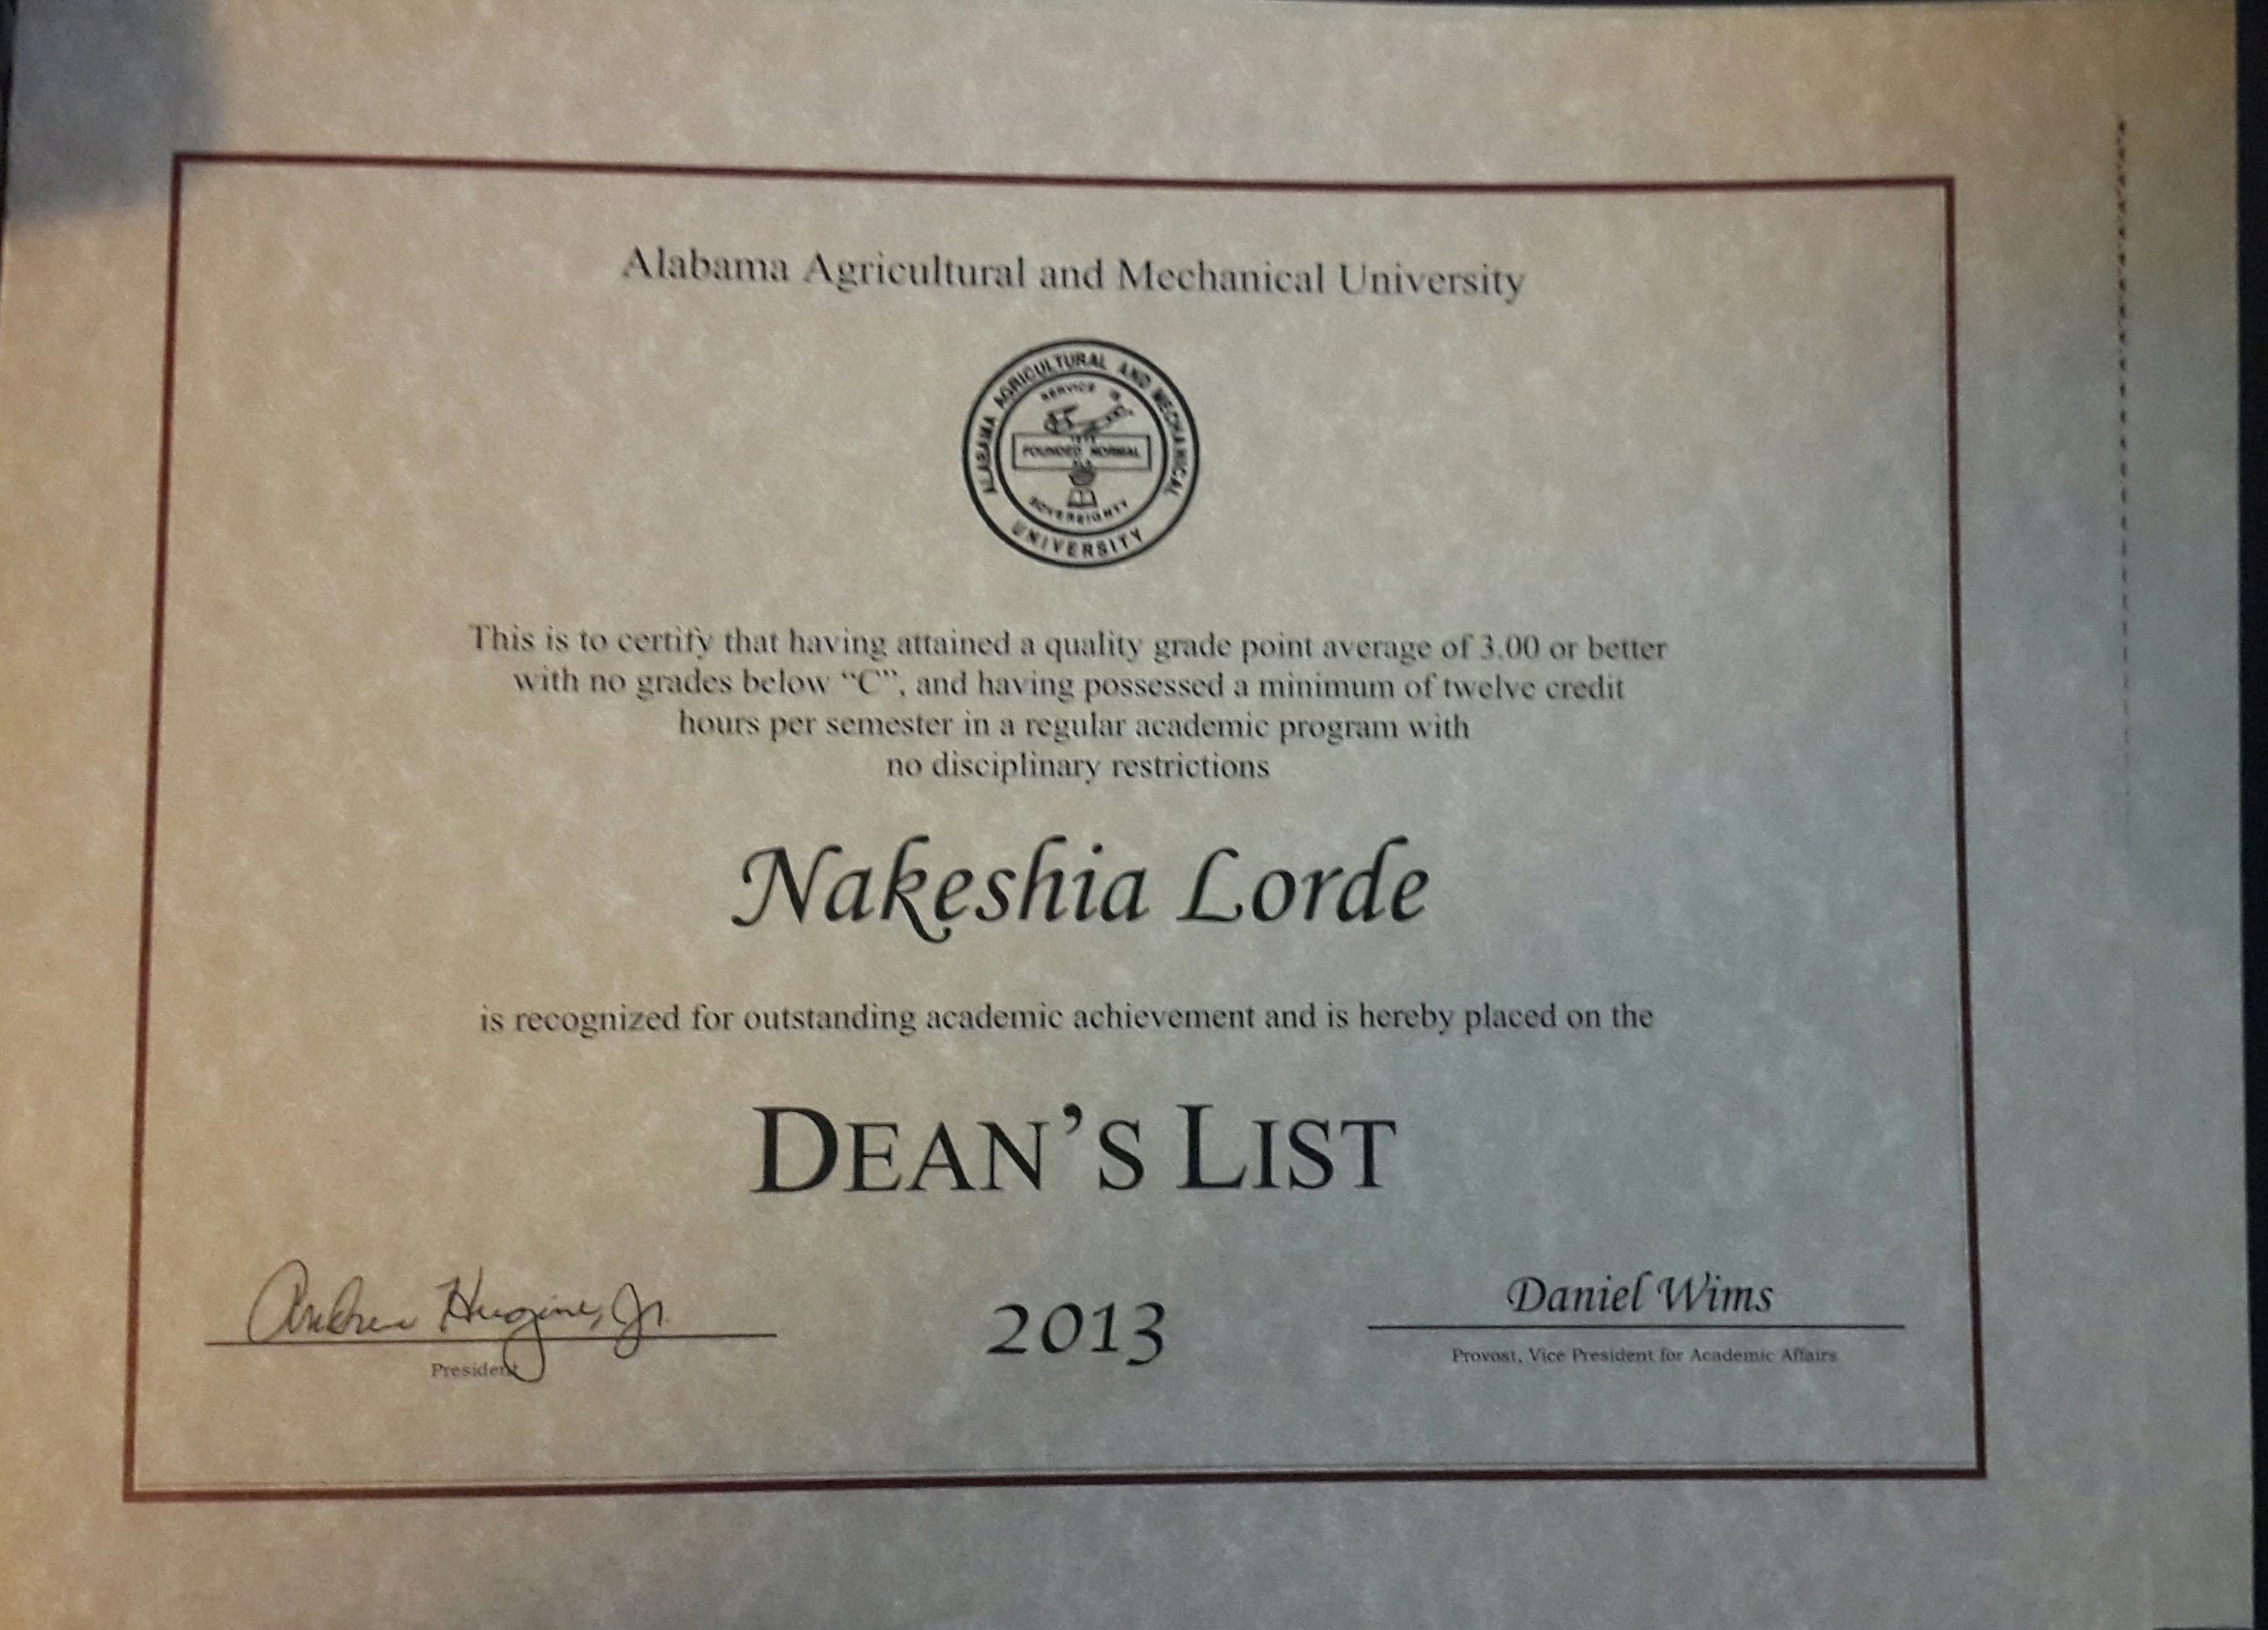 Alabama Agricultural and Mechanical University
ALABAMA AGRICULTURAL AND MECHANICAL
SERVICE IS
FOUNDED NORMAL
SOVEREIGNTY
UNIVERSITY
This is to certify that having attained a quality grade point average of 3.00 or better
with no grades below “C”, and having possessed a minimum of twelve credit
hours per semester in a regular academic program with
no disciplinary restrictions
Nakeshia Lorde
is recognized for outstanding academic achievement and is hereby placed on the
DEAN’S LIST
Andrew Hugine, Jr.
President
2013
Daniel Wims
Provost, Vice President for Academic Affairs